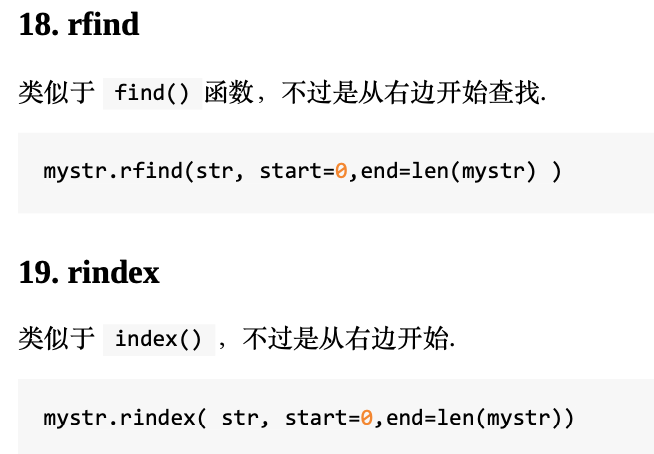 18. rfind
类似于 find() 函数，不过是从右边开始查找.
mystr.rfind(str, start=0,end=len(mystr) )
19. rindex
类似于 index() ，不过是从右边开始.
mystr.rindex( str, start=0,end=len(mystr))